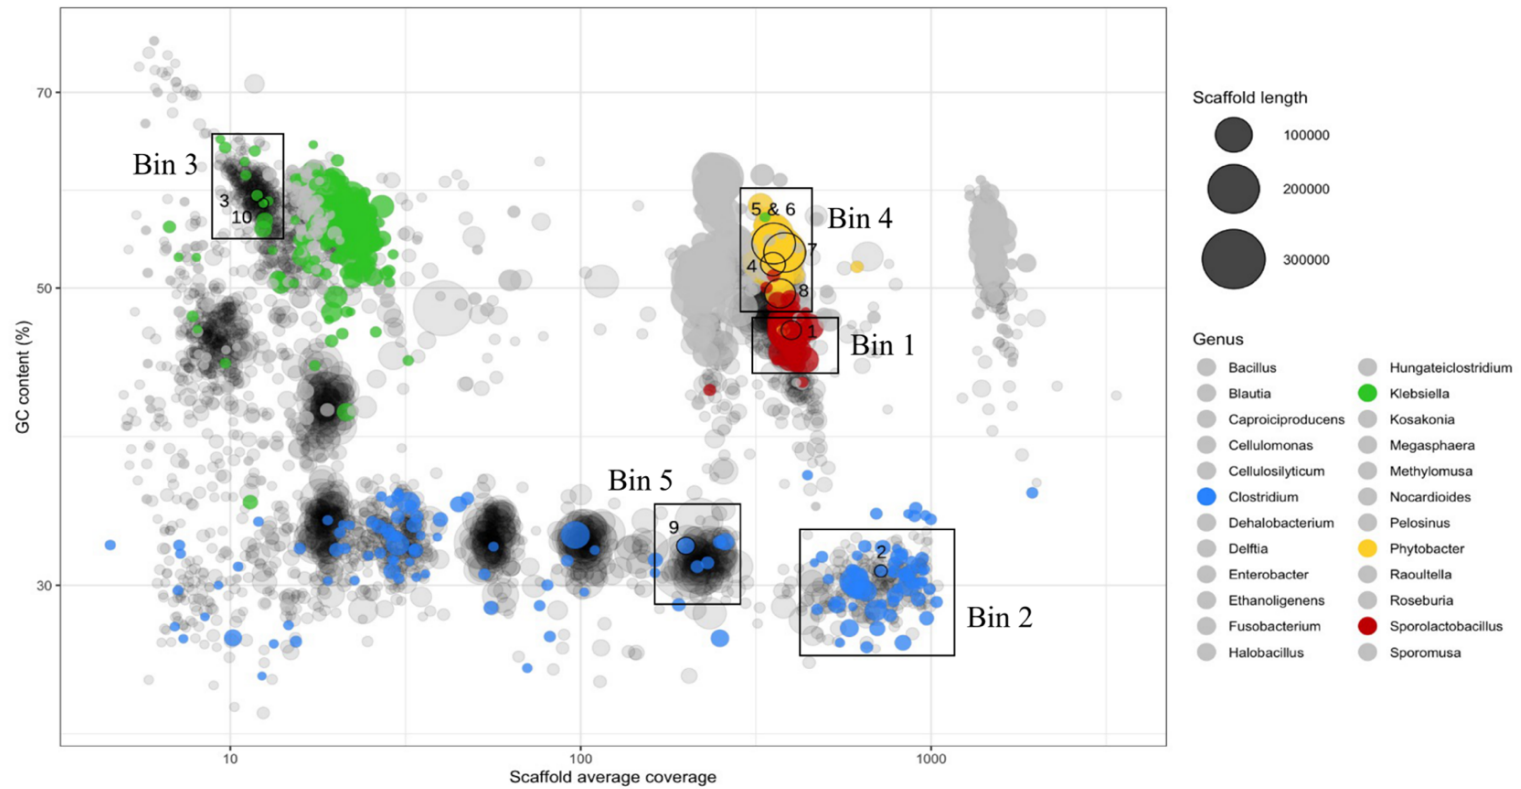 70
50
30
GC content (%)
10
100
1000
Scaffold average coverage
Bin 3
3
10
5 & 6
Bin 4
7
4
8
1
Bin 1
Bin 5
9
2
Bin 2
Scaffold length
100000
200000
300000
Genus
Bacillus
Blautia
Caproiciproducens
Cellulomonas
Cellulosilyticum
Clostridium
Dehalobacterium
Delftia
Enterobacter
Ethanoligenens
Fusobacterium
Halobacillus
Hungateiclostridium
Klebsiella
Kosakonia
Megasphaera
Methylomusa
Nocardioides
Pelosinus
Phytobacter
Raoultella
Roseburia
Sporolactobacillus
Sporomusa